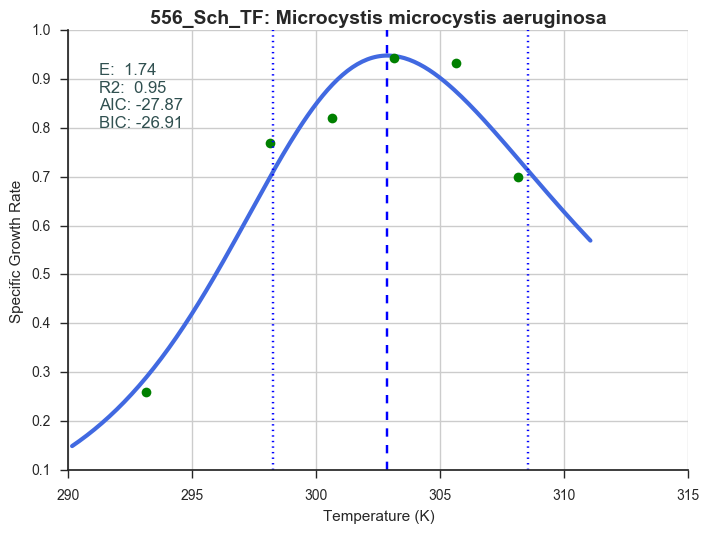 556_Sch_TF: Microcystis microcystis aeruginosa
E:  1.74
R2:  0.95
AIC: -27.87
BIC: -26.91
Specific Growth Rate
1.0
0.9
0.8
0.7
0.6
0.5
0.4
0.3
0.2
0.1
290 295 300 305 310 315
Temperature (K)